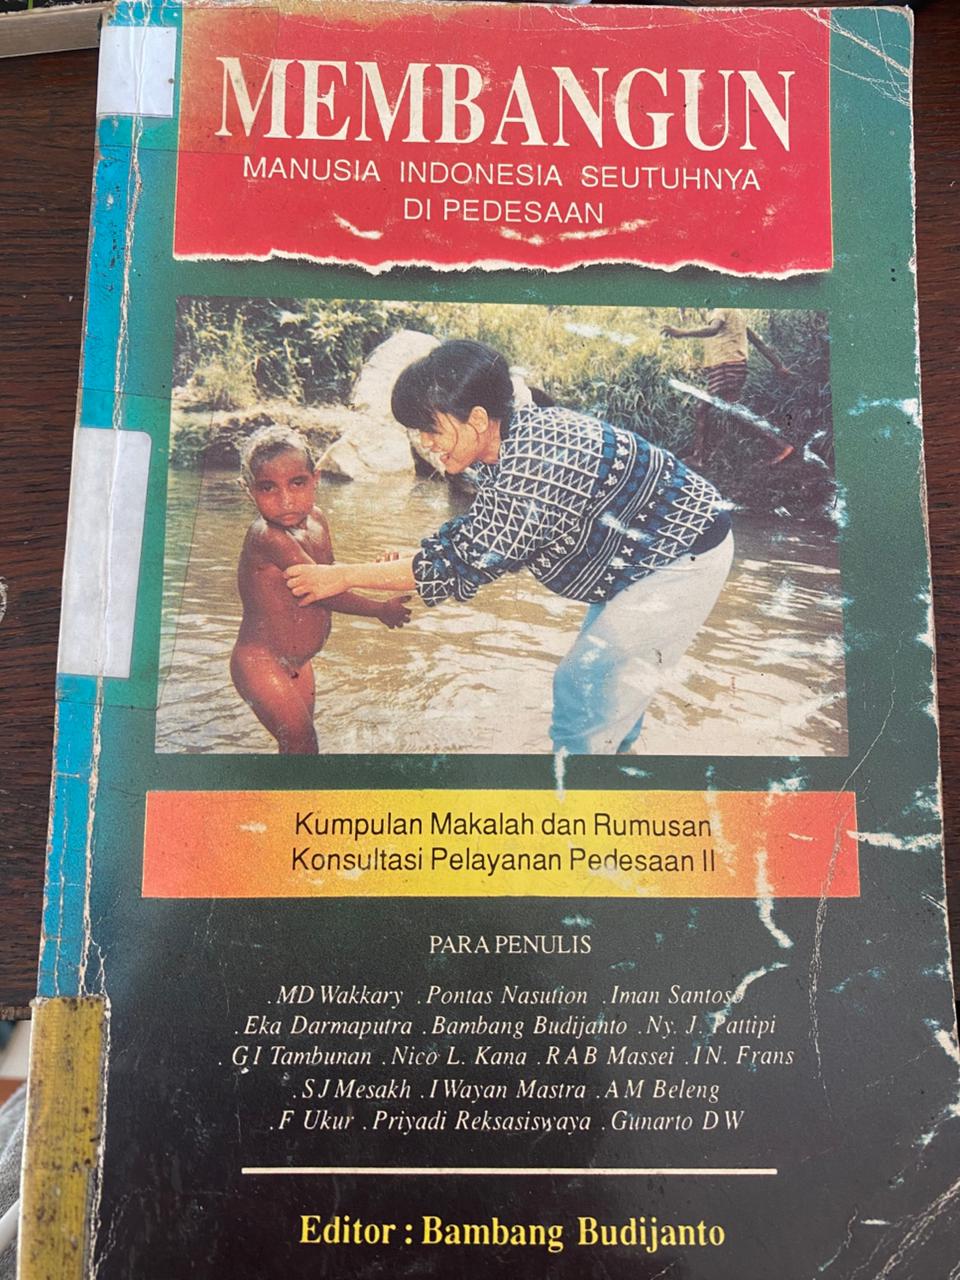 MEMBANGUN
MANUSIA INDONESIA SEUTUHNYA
DI PEDESAAN
Kumpulan Makalah dan Rumusan
Konsultasi Pelayanan Pedesaan II
PARA PENULIS
.MD Wakkary .Pontas Nasution .Iman Santoso
.Eka Darmaputra .Bambang Budijanto .Ny. J. Pattipi
.G I Tambunan .Nico L. Kana .R A B Massei .I N. Frans
.S J Mesakh .I Wayan Mastra .A M Beleng
.F Ukur .Priyadi Reksasiswaya .Gunarto D W
Editor : Bambang Budijanto